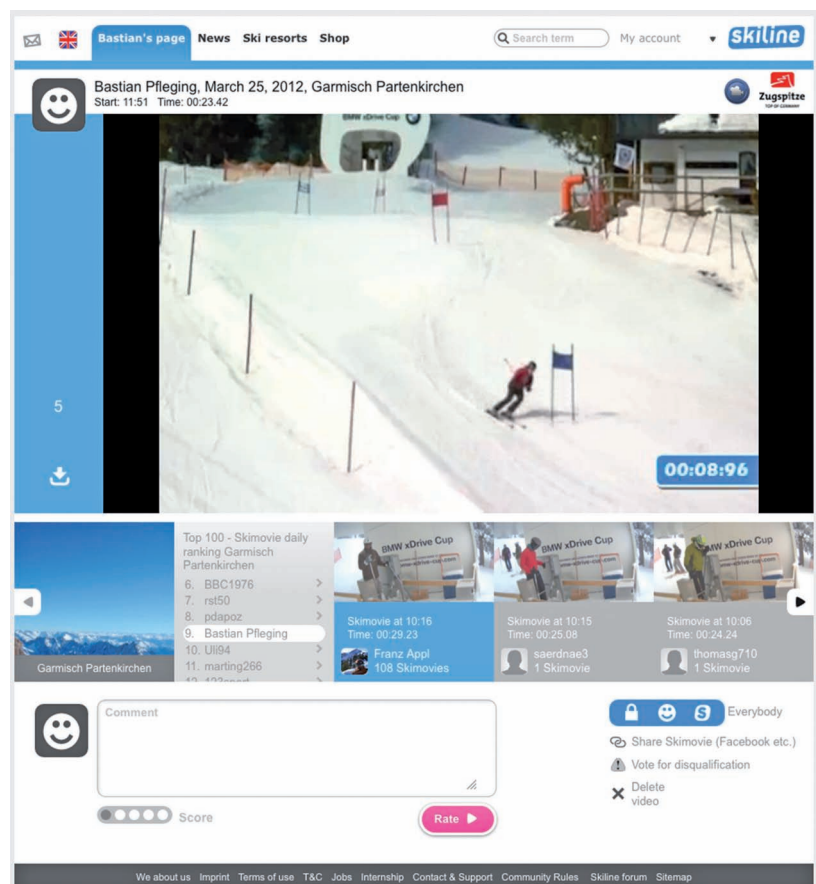 Bastian's page News Ski resorts Shop Search term My account skiline
Bastian Pfleging, March 25, 2012, Garmisch Partenkirchen
Start: 11:51 Time: 00:23.42
Zugspitze
TOP OF GERMANY
BMW xDrive Cup
5
00:08:96
Top 100 - Skimovie daily
ranking Garmisch
Partenkirchen
6. BBC1976
7. rst50
8. pdapoz
9. Bastian Pfleging
10. Uli94
11. marting266
Garmisch Partenkirchen
BMW xDrive Cup
Skimovie at 10:16
Time: 00:29.23
Franz Appl
108 Skimovies
BMW xDrive Cup
Skimovie at 10:15
Time: 00:25.08
saerdnae3
1 Skimovie
MW xDrive Cup
Skimovie at 10:06
Time: 00:24.24
thomasg710
1 Skimovie
Comment
Score
Rate
Everybody
Share Skimovie (Facebook etc.)
Vote for disqualification
Delete
video
We about us Imprint Terms of use T&C Jobs Internship Contact & Support Community Rules Skiline forum Sitemap